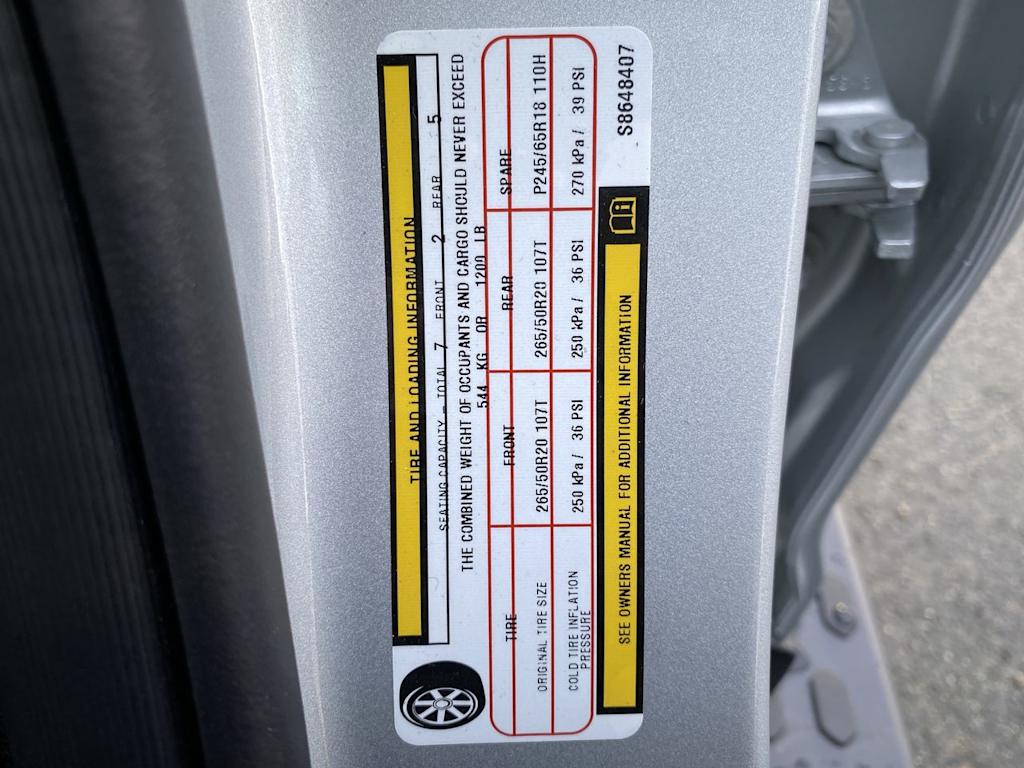 TIRE AND LOADING INFORMATION
SEATING CAPACITY – TOTAL 7 FRONT 2 REAR 5
THE COMBINED WEIGHT OF OCCUPANTS AND CARGO SHOULD NEVER EXCEED
544 KG OR 1200 LB
TIRE FRONT REAR SPARE
ORIGINAL TIRE SIZE 265/50R20 107T 265/50R20 107T P245/65R18 110H
COLD TIRE INFLATION PRESSURE 250 kPa / 36 PSI 250 kPa / 36 PSI 270 kPa / 39 PSI
SEE OWNERS MANUAL FOR ADDITIONAL INFORMATION
S8648407